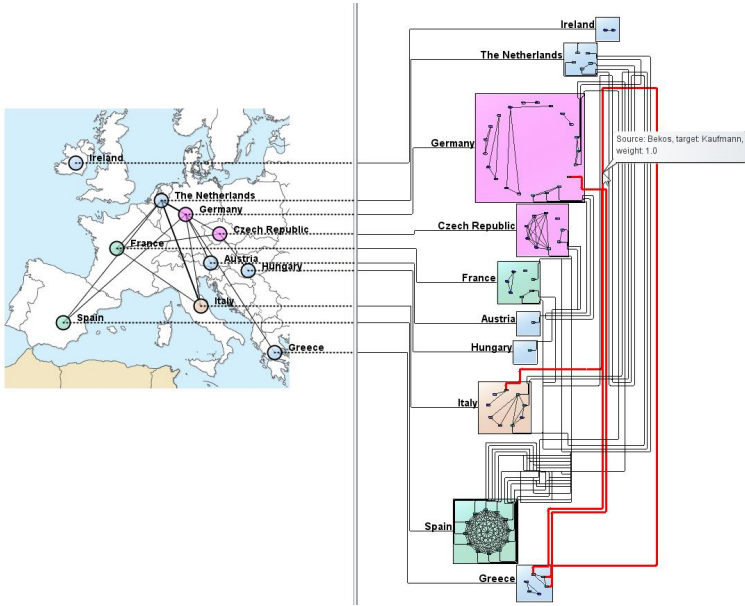 Ireland
The Netherlands
Germany
Czech Republic
France
Austria
Hungary
Italy
Spain
Greece
Ireland
The Netherlands
Germany
Source: Bekos, target: Kaufmann,
weight: 1.0
Czech Republic
France
Austria
Hungary
Italy
Spain
Greece